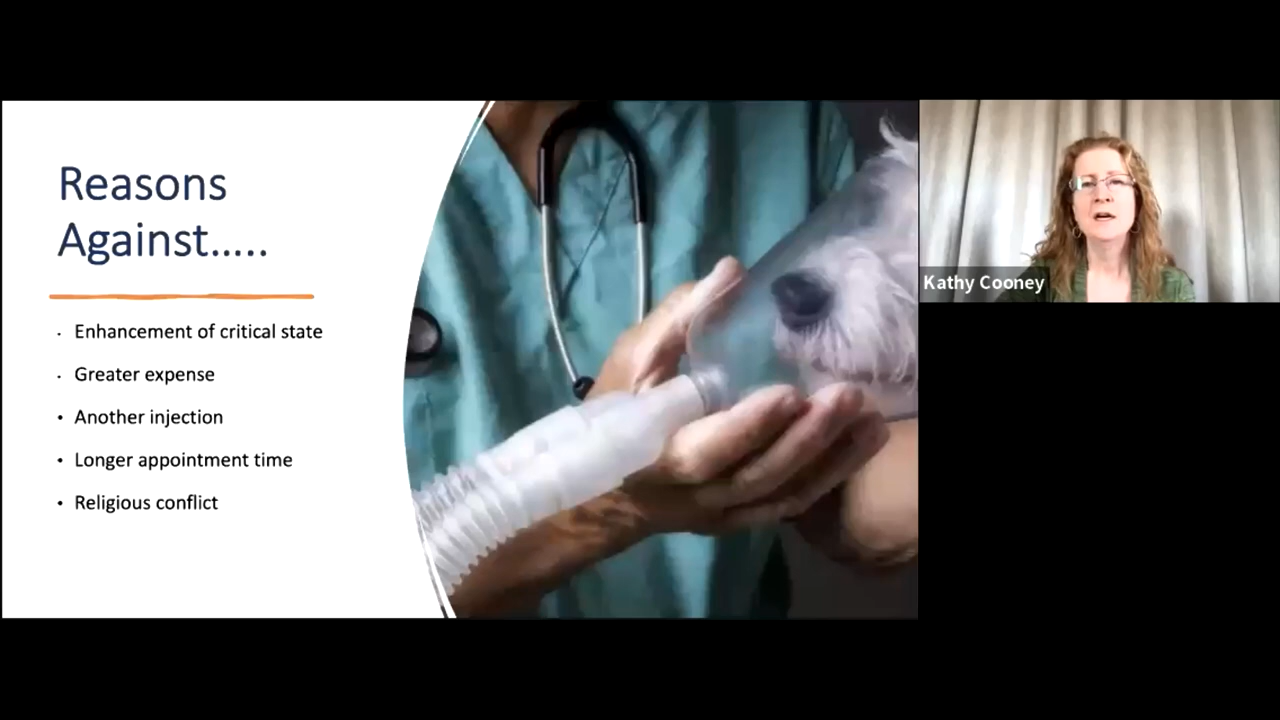 Reasons
Against…..
Enhancement of critical state
Greater expense
Another injection
Longer appointment time
Religious conflict
Kathy Cooney